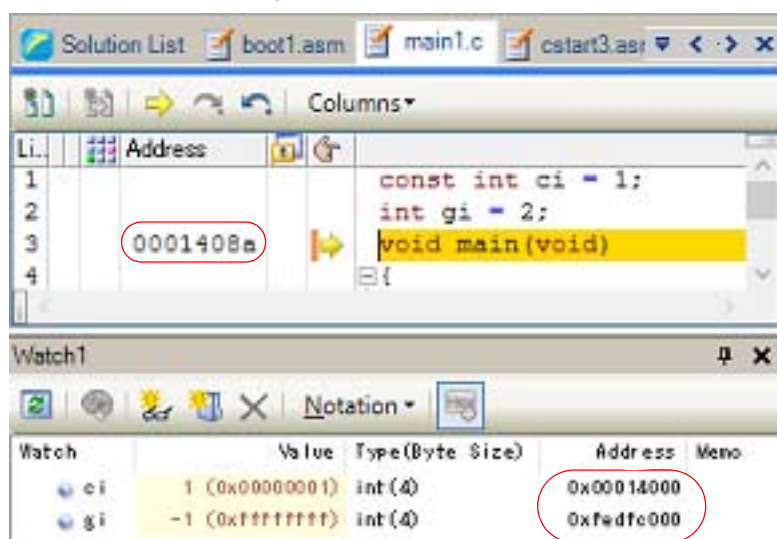 Solution List boot1.asm main1.c cstart3.asr
Columns
Li.. Address
1 const int ci = 1;
2 int gi = 2;
3 0001408a void main(void)
4 {
Watch1
Notation
Watch Value Type(Byte Size) Address Memo
ci 1 (0x00000001) int(4) 0x00014000
gi -1 (0xffffffff) int(4) 0xfedfc000